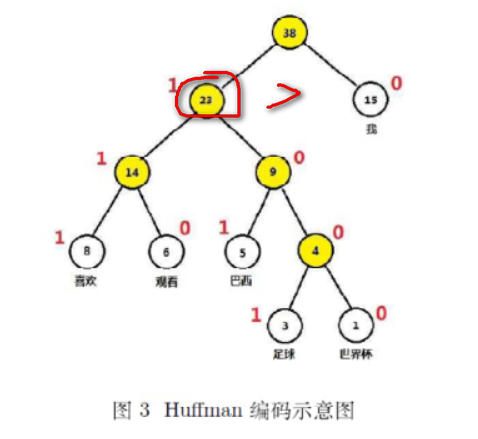 38
1 23 > 15 0
我
1 14 9 0
1 8 6 0 1 5 4 0
喜欢 观看 巴西
1 3 1 0
足球 世界杯
图 3 Huffman 编码示意图